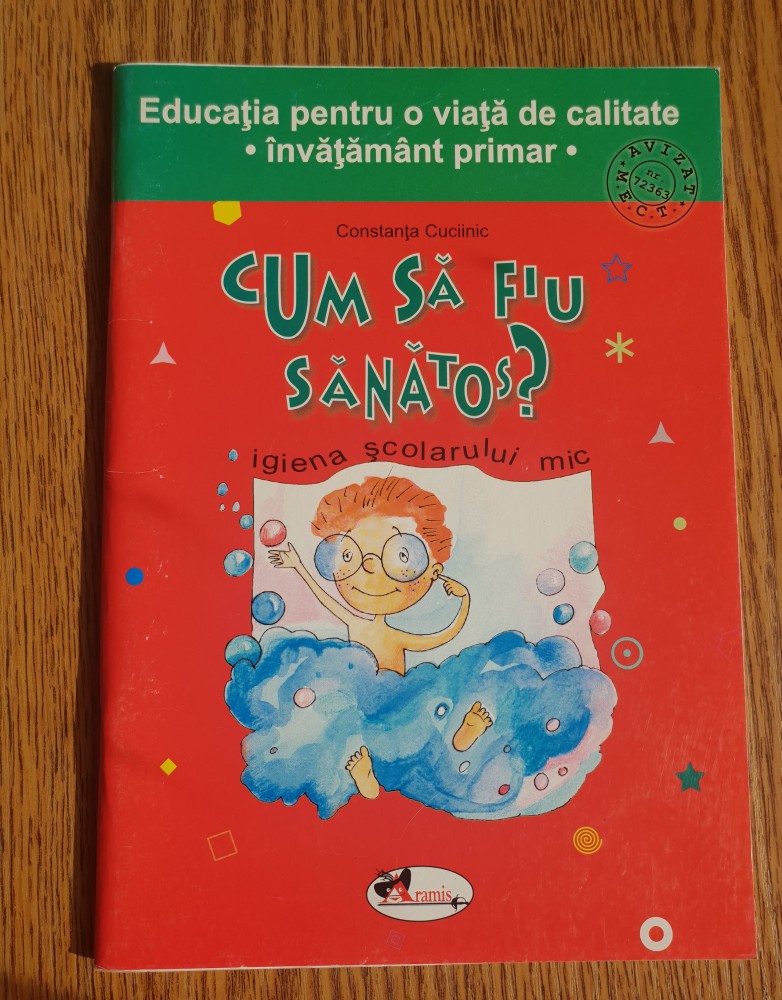 Educaţia pentru o viaţă de calitate
• învăţământ primar •
AVIZAT
nr.
72363
M.E.C.T.
Constanţa Cuciinic
CUM SĂ FIU
SĂNĂTOS?
igiena şcolarului mic
Aramis